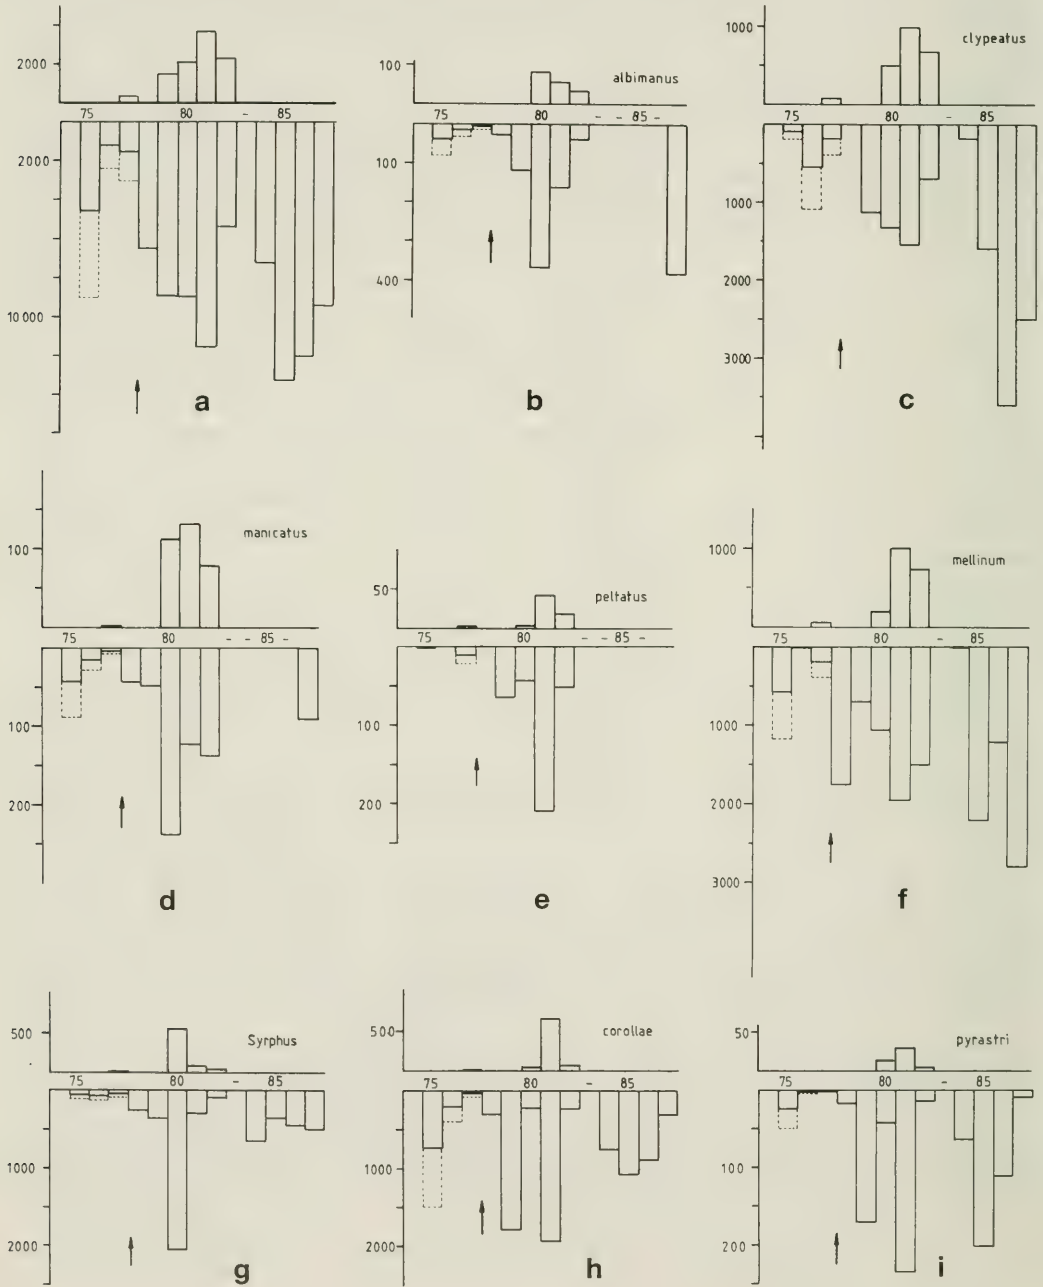 2000
75 80 – 85
2000
10 000
a
100
albimanus
– – 85 –
100
400
b
1000
clypeatus
75 80 – 85
1000
2000
3000
c
manicatus
100
75 80 – – 85 –
100
200
d
50
peltatus
75 80 – – 85 –
100
200
e
1000
mellinum
75 80 – 85
1000
2000
3000
f
500
Syrphus
75 80 – 85
1000
2000
g
500
corollae
75 80 – 85
1000
2000
h
50
pyrastri
75 80 – 85
100
200
i